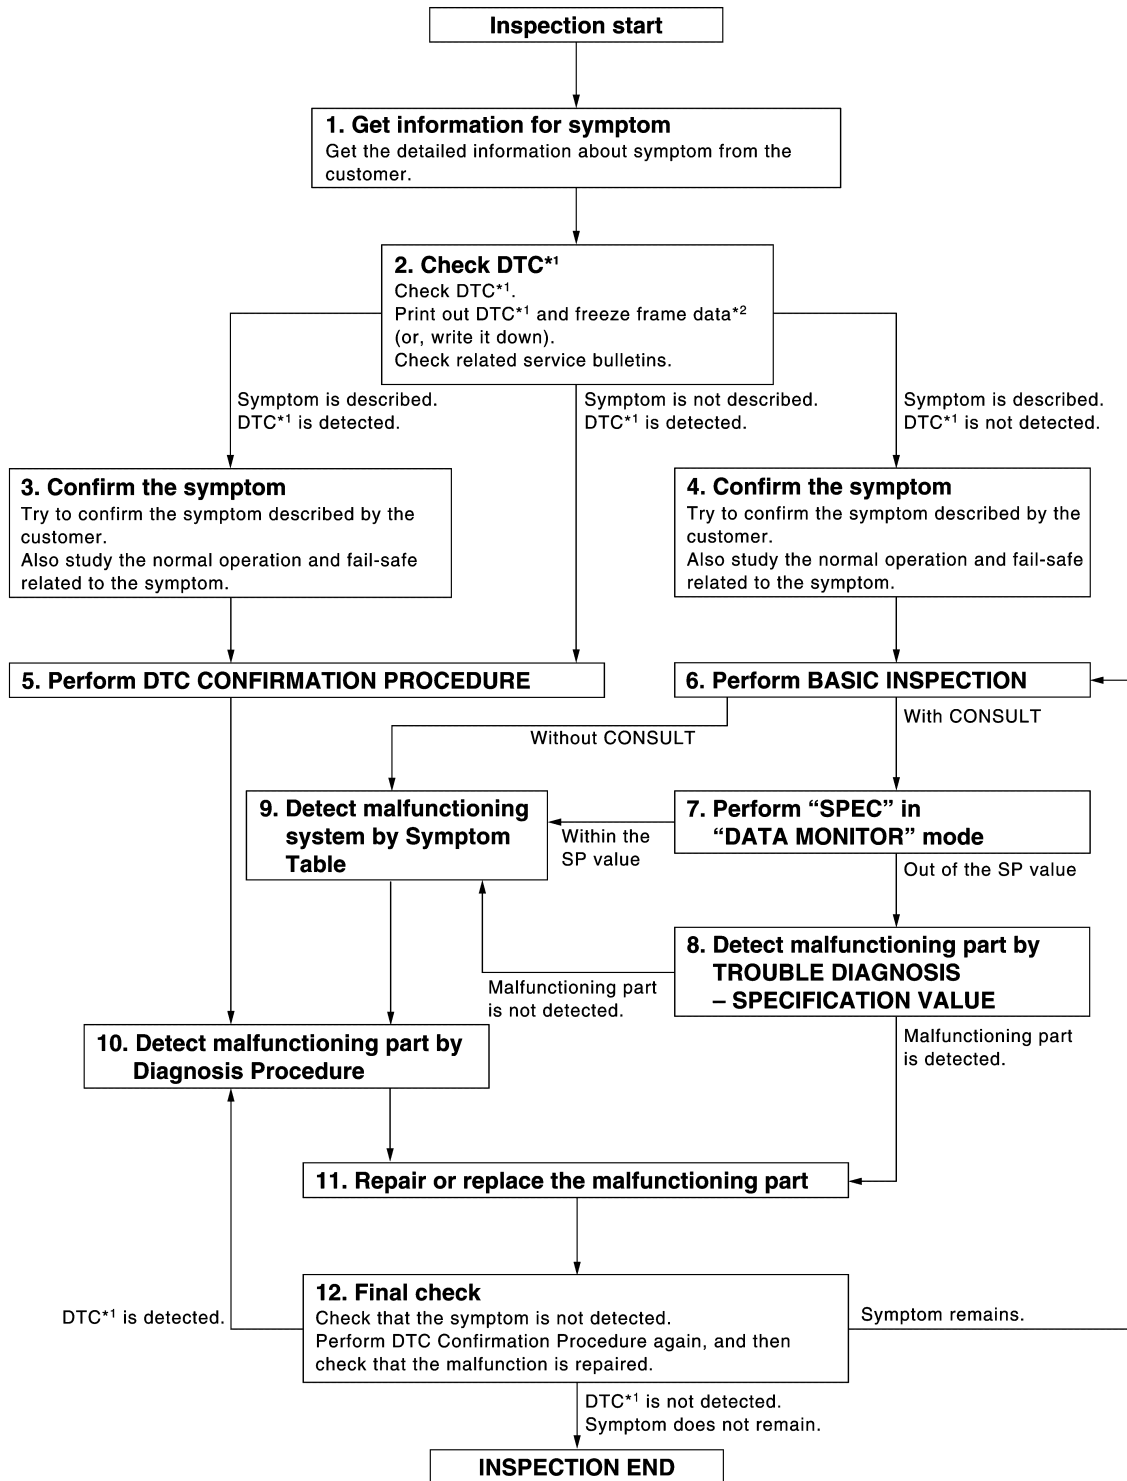 Inspection start
1. Get information for symptom
Get the detailed information about symptom from the
customer.
2. Check DTC*1
Check DTC*1.
Print out DTC*1 and freeze frame data*2
(or, write it down).
Check related service bulletins.
Symptom is described.
DTC*1 is detected.
Symptom is not described.
DTC*1 is detected.
Symptom is described.
DTC*1 is not detected.
3. Confirm the symptom
Try to confirm the symptom described by the
customer.
Also study the normal operation and fail-safe
related to the symptom.
4. Confirm the symptom
Try to confirm the symptom described by the
customer.
Also study the normal operation and fail-safe
related to the symptom.
5. Perform DTC CONFIRMATION PROCEDURE
6. Perform BASIC INSPECTION
Without CONSULT
With CONSULT
9. Detect malfunctioning
system by Symptom
Table
Within the
SP value
7. Perform “SPEC” in
“DATA MONITOR” mode
Out of the SP value
8. Detect malfunctioning part by
TROUBLE DIAGNOSIS
– SPECIFICATION VALUE
Malfunctioning part
is not detected.
Malfunctioning part
is detected.
10. Detect malfunctioning part by
Diagnosis Procedure
11. Repair or replace the malfunctioning part
12. Final check
Check that the symptom is not detected.
Perform DTC Confirmation Procedure again, and then
check that the malfunction is repaired.
DTC*1 is detected.
Symptom remains.
DTC*1 is not detected.
Symptom does not remain.
INSPECTION END